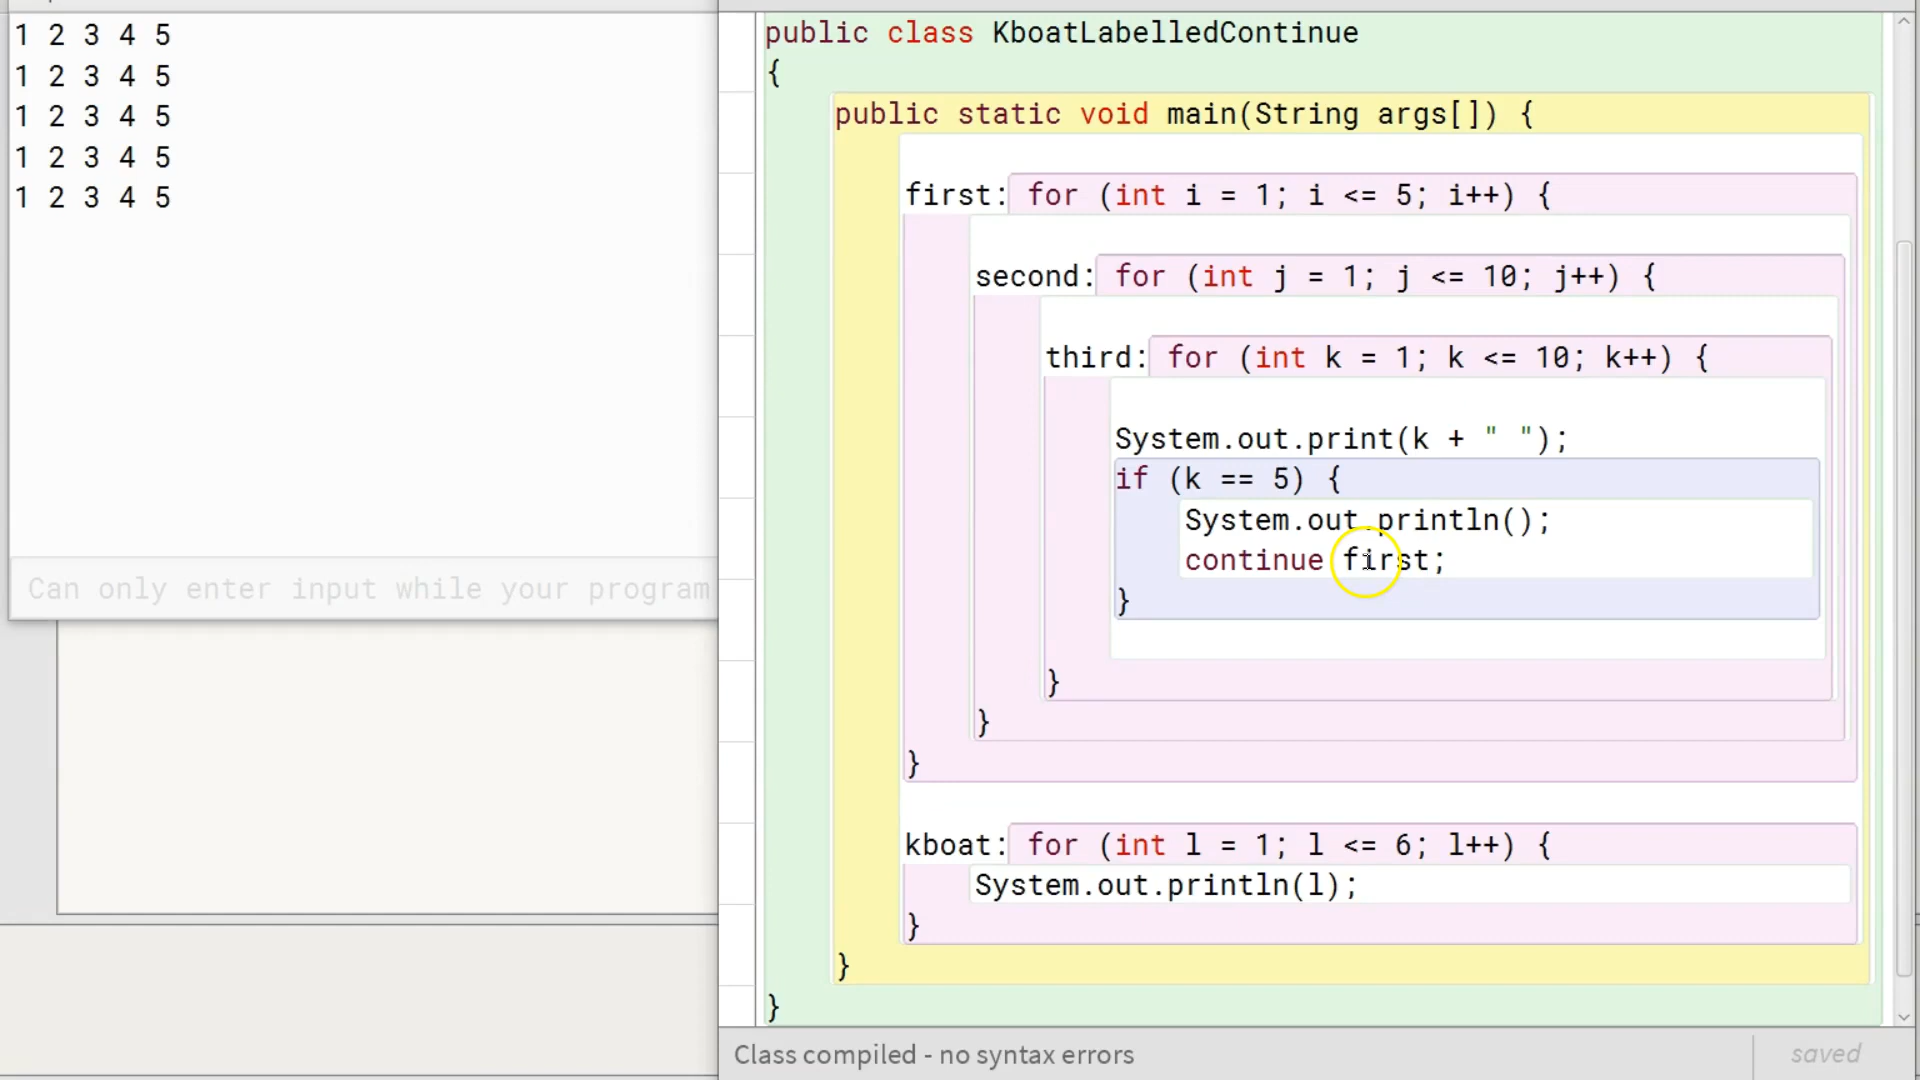 1 2 3 4 5
1 2 3 4 5
1 2 3 4 5
1 2 3 4 5
1 2 3 4 5
Can only enter input while your program
public class KboatLabelledContinue
{
public static void main(String args[]) {
first: for (int i = 1; i <= 5; i++) {
second: for (int j = 1; j <= 10; j++) {
third: for (int k = 1; k <= 10; k++) {
System.out.print(k + " ");
if (k == 5) {
System.out.println();
continue first;
}
}
}
}
kboat: for (int l = 1; l <= 6; l++) {
System.out.println(l);
}
}
}
Class compiled - no syntax errors
saved